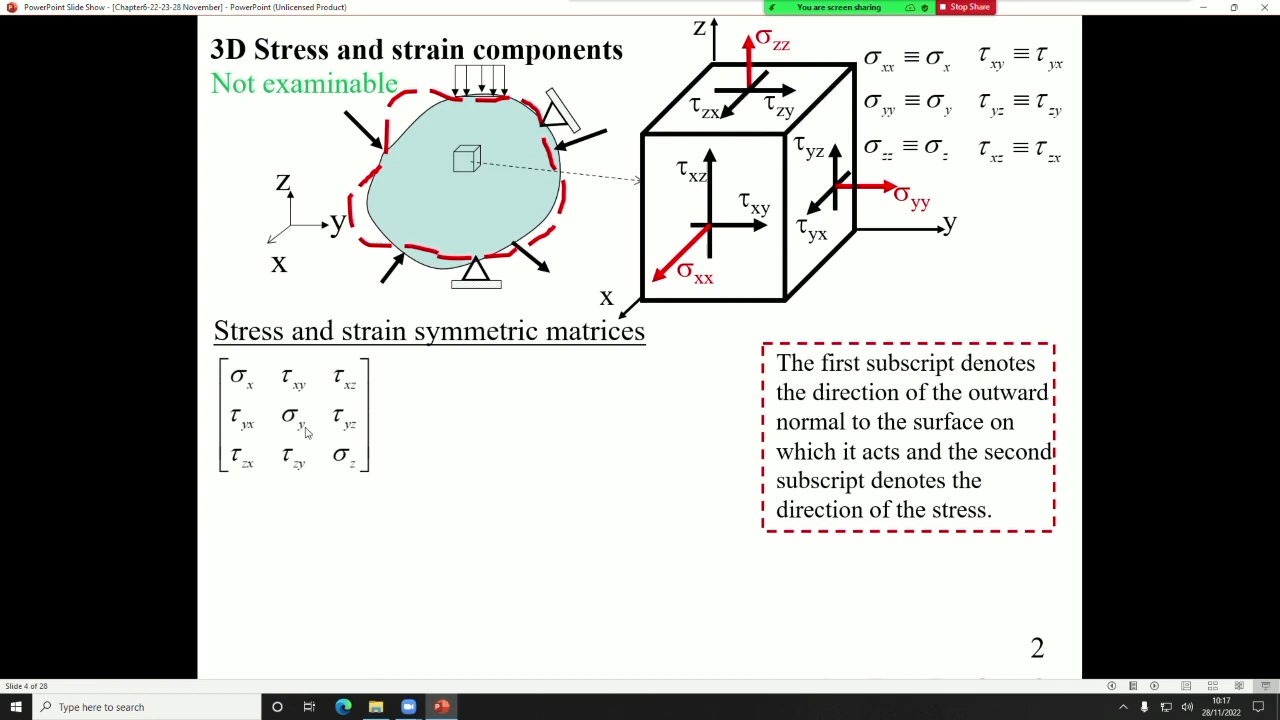 PowerPoint Slide Show - [Chapter6-22-23-28 November] - PowerPoint (Unlicensed Product)
You are screen sharing
Stop Share
3D Stress and strain components
Not examinable
z
y
x
z
σzz
τzx
τzy
τxz
τxy
σxx
τyz
σyy
τyx
y
x
σxx ≡ σx τxy ≡ τyx
σyy ≡ σy τyz ≡ τzy
σzz ≡ σz τxz ≡ τzx
Stress and strain symmetric matrices
σx τxy τxz
τyx σy τyz
τzx τzy σz
The first subscript denotes
the direction of the outward
normal to the surface on
which it acts and the second
subscript denotes the
direction of the stress.
2
Slide 4 of 28
Type here to search
10:17
28/11/2022